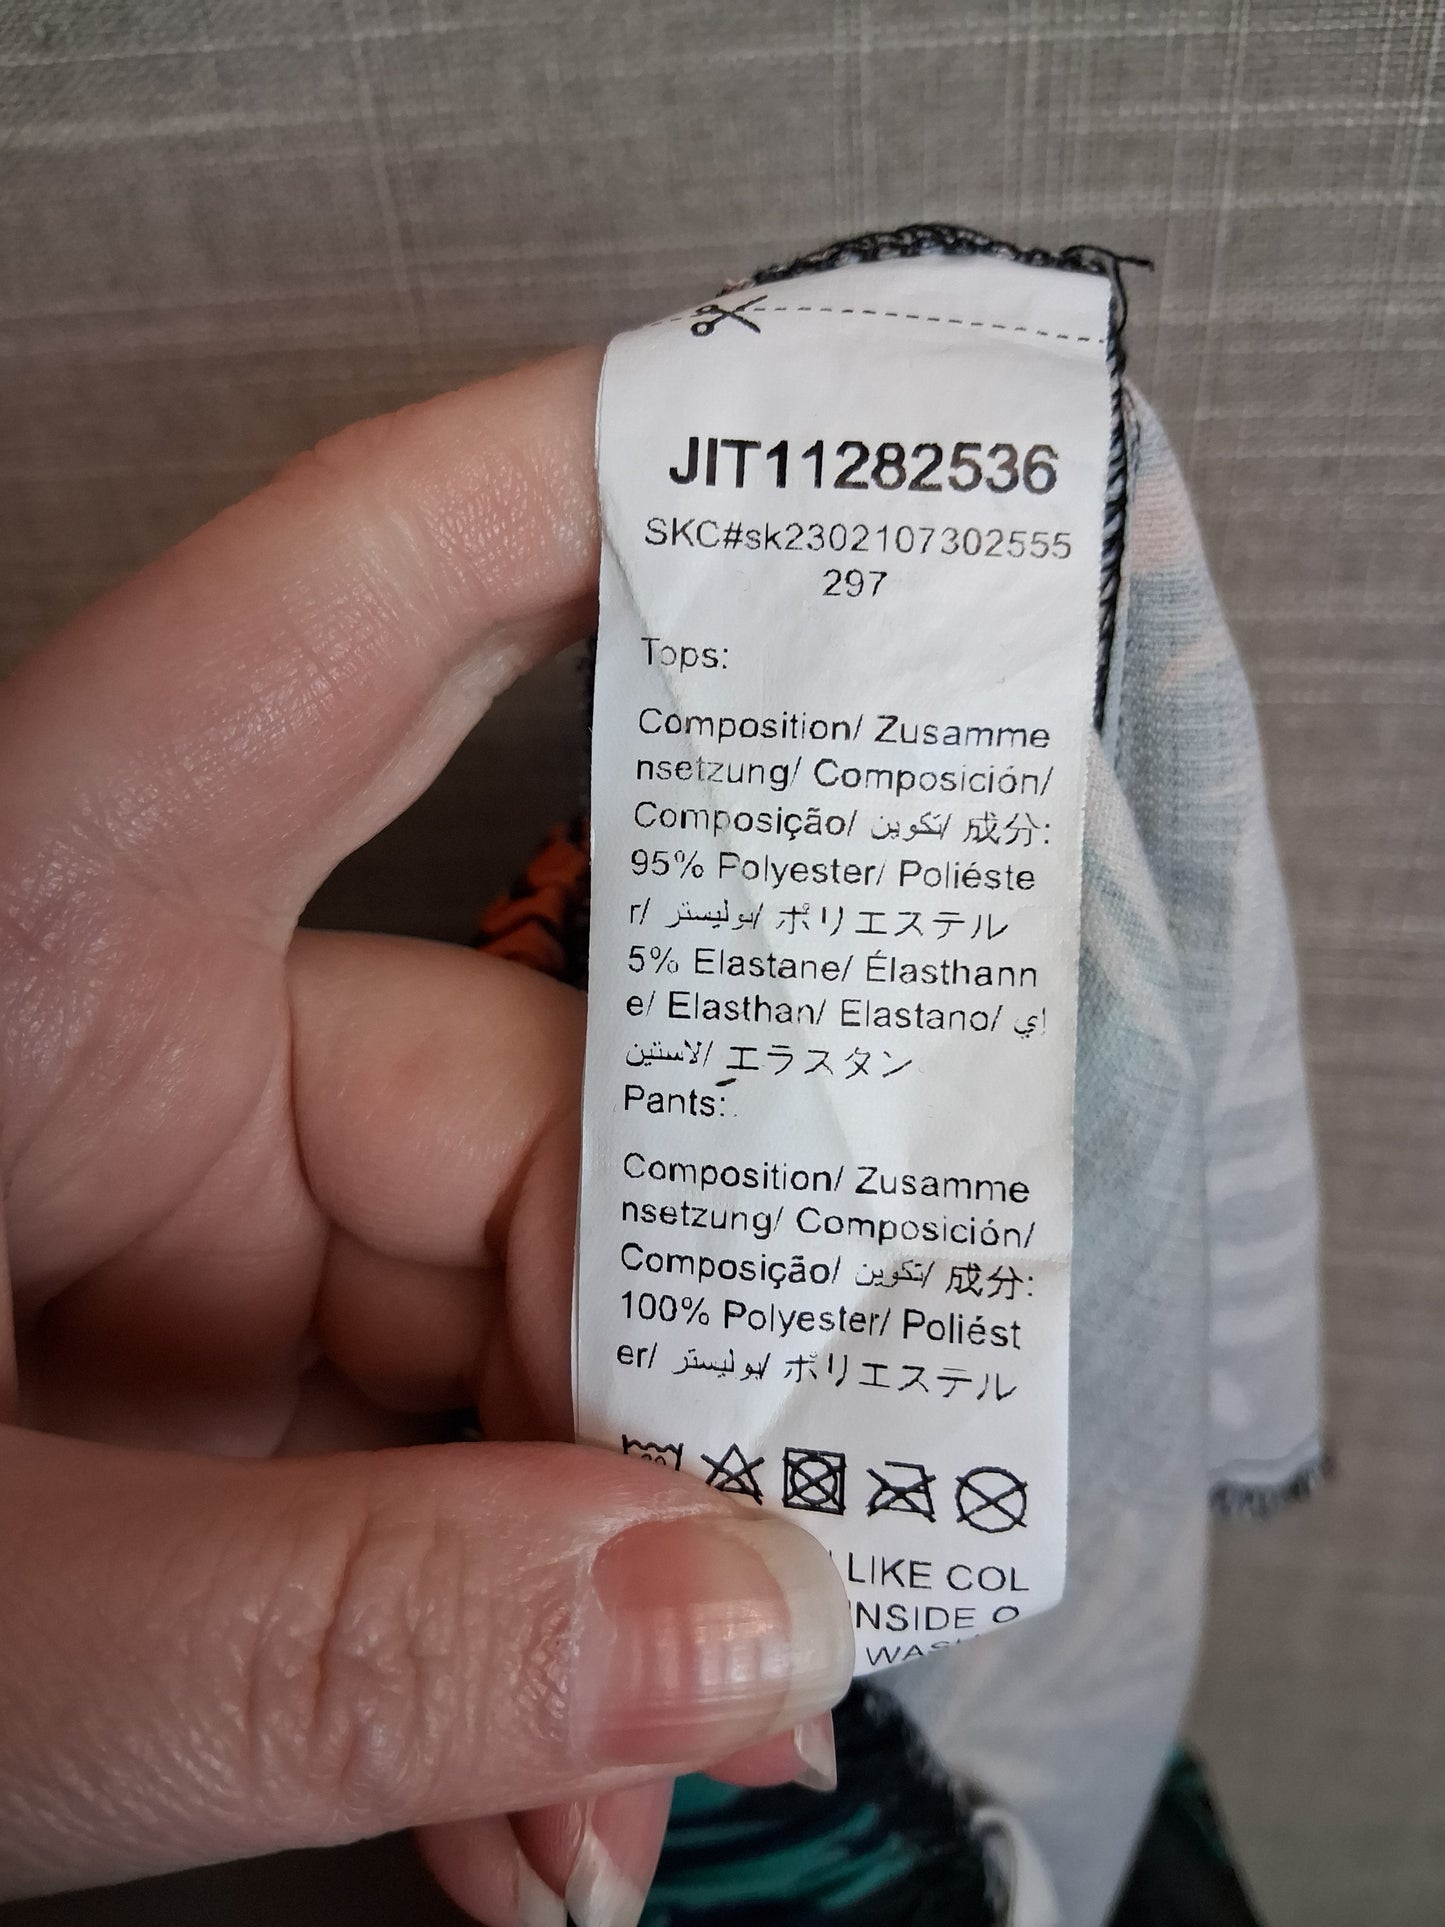 JIT11282536
SKC#sk2302107302555
297
Tops:
Composition/ Zusamme
nsetzung/ Composición/
Composição/ تكوين/ 成分:
95% Polyester/ Poliéste
r/ بوليستر/ ポリエステル
5% Elastane/ Élasthann
e/ Elasthan/ Elastano/ إي
لاستين/ エラスタン
Pants:
Composition/ Zusamme
nsetzung/ Composición/
Composição/ تكوين/ 成分:
100% Polyester/ Poliést
er/ بوليستر/ ポリエステル
LIKE COL
INSIDE O